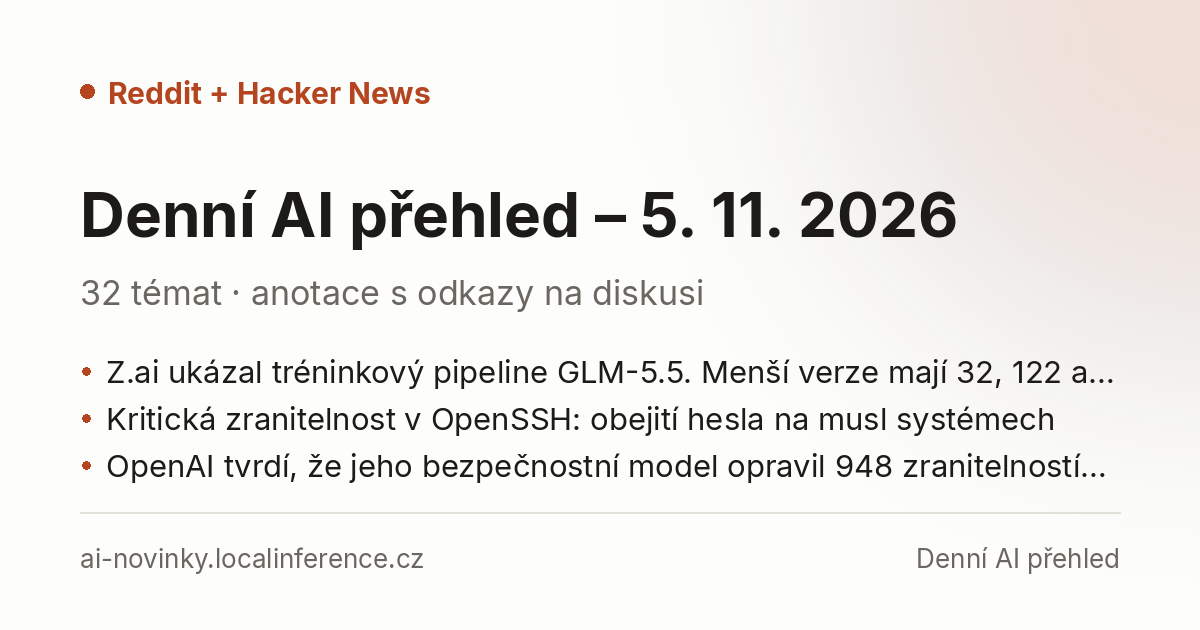 Reddit + Hacker News
Denní AI přehled – 5. 11. 2026
32 témat · anotace s odkazy na diskusi
• Z.ai ukázal tréninkový pipeline GLM-5.5. Menší verze mají 32, 122 a…
• Kritická zranitelnost v OpenSSH: obejití hesla na musl systémech
• OpenAI tvrdí, že jeho bezpečnostní model opravil 948 zranitelností…
ai-novinky.localinference.cz
Denní AI přehled